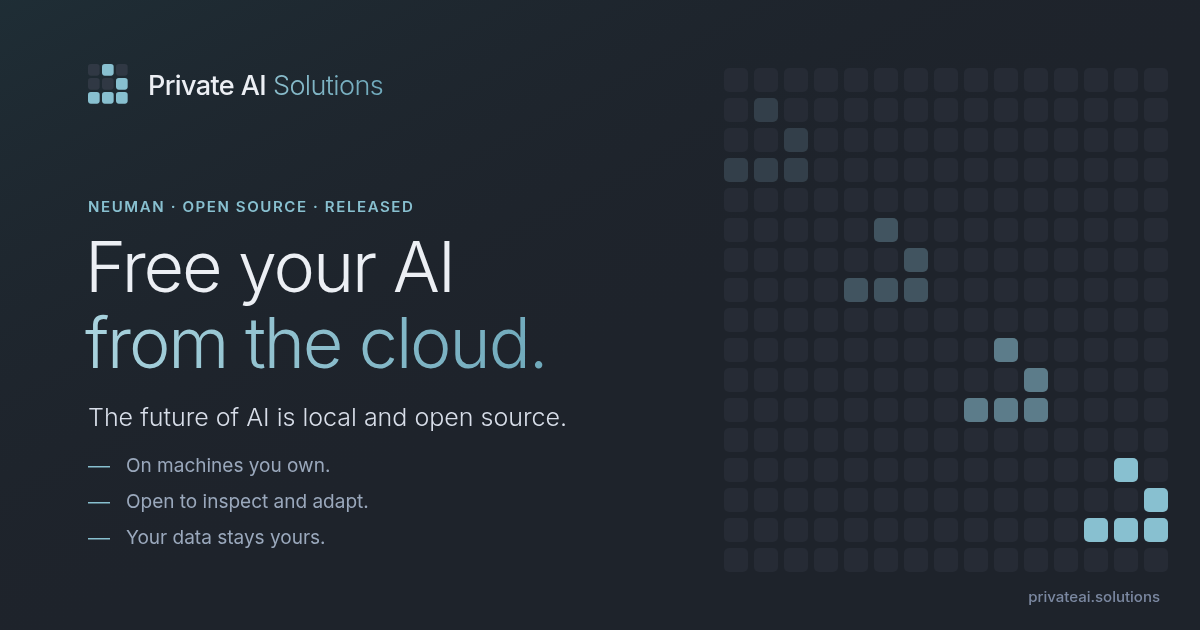 Private AI Solutions
NEUMAN · OPEN SOURCE · RELEASED
Free your AI
from the cloud.
The future of AI is local and open source.
— On machines you own.
— Open to inspect and adapt.
— Your data stays yours.
privateai.solutions